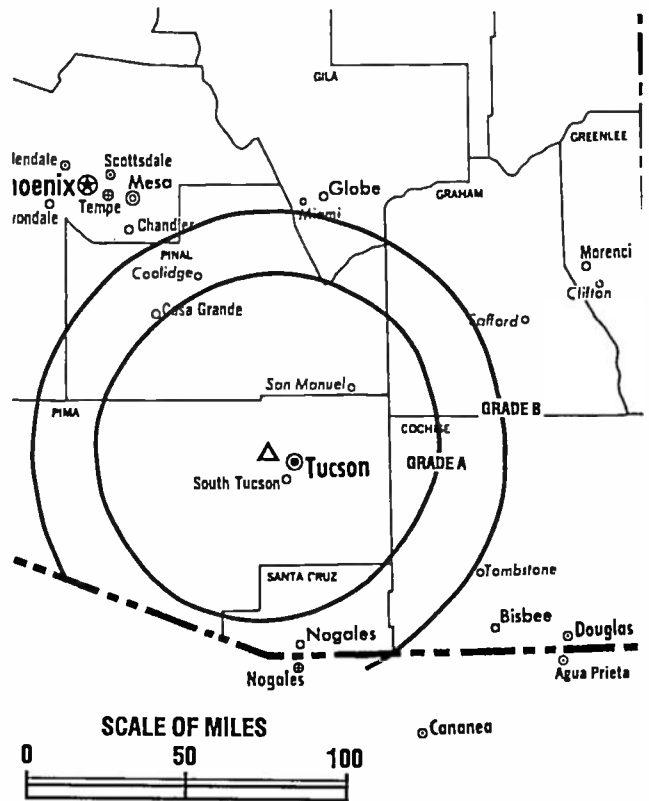 GILA
GREENLEE
lendale
Scottsdale
hoenix
Mesa
Globe
GRAHAM
Tempe
Miami
vondale
Chandler
PINAL
Morenci
Coolidge
Clifton
Casa Grande
Safford
San Manuel
PIMA
GRADE B
COCHISE
GRADE A
Tucson
South Tucson
SANTA CRUZ
Tombstone
Bisbee
Nogales
Douglas
Nogales
Agua Prieta
SCALE OF MILES
Cananea
0 50 100